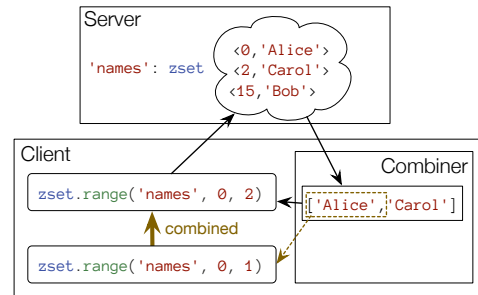 Server
<0,'Alice'>
'names': zset
<2,'Carol'>
<15,'Bob'>
Client
Combiner
zset.range('names', 0, 2)
['Alice','Carol']
combined
zset.range('names', 0, 1)